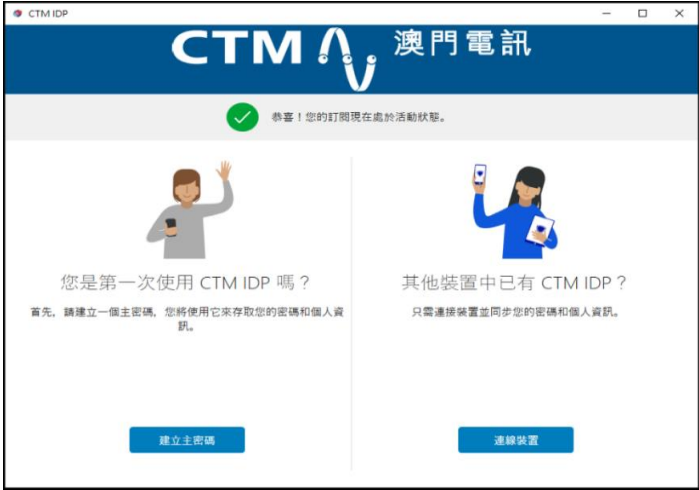 CTM IDP
CTM 澳門電訊
恭喜！您的訂閱現在處於活動狀態。
您是第一次使用 CTM IDP 嗎？
首先，請建立一個主密碼，您將使用它來存取您的密碼和個人資
訊。
建立主密碼
其他裝置中已有 CTM IDP？
只需連接裝置並同步您的密碼和個人資訊。
連線裝置